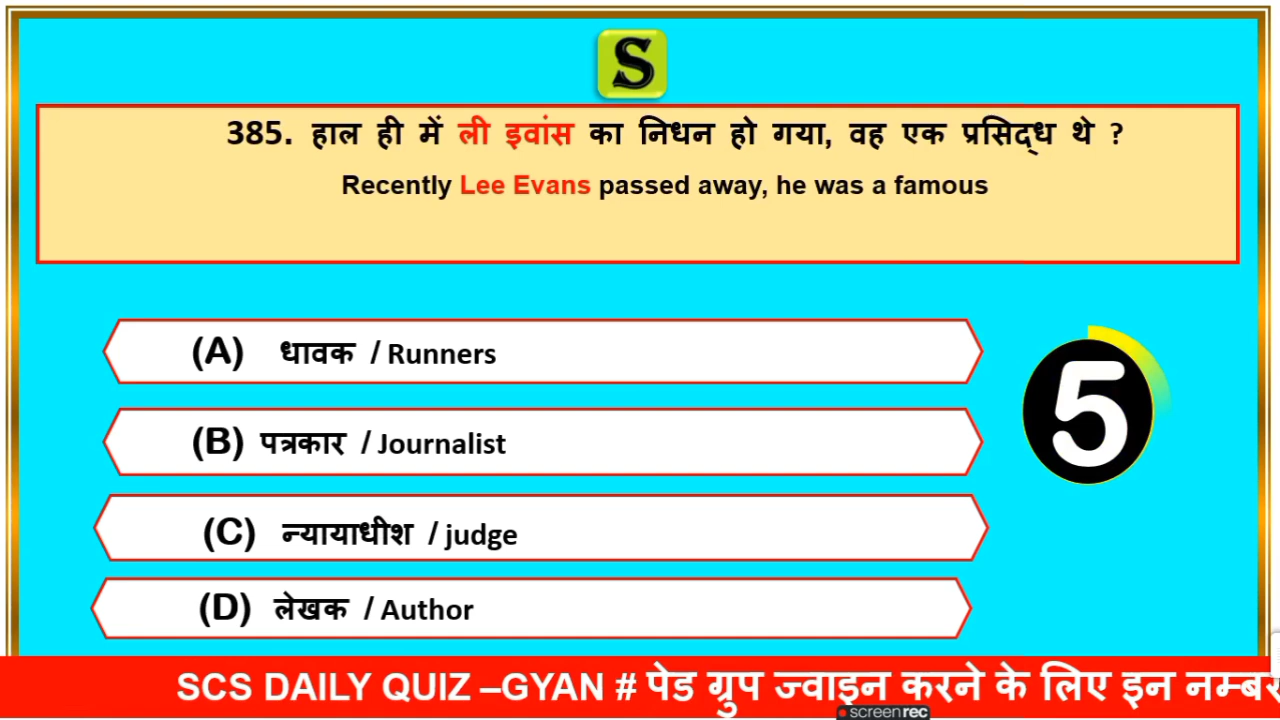 S
385. हाल ही में ली इवांस का निधन हो गया, वह एक प्रसिद्ध थे ?
Recently Lee Evans passed away, he was a famous
(A) धावक / Runners
5
(B) पत्रकार / Journalist
(C) न्यायाधीश / judge
(D) लेखक / Author
SCS DAILY QUIZ –GYAN # पेड ग्रुप ज्वाइन करने के लिए इन नम्बर
screenrec